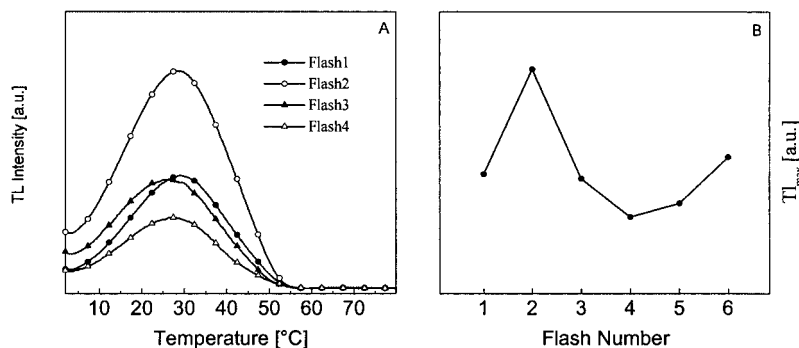 A
Flash1
Flash2
Flash3
Flash4
TL Intensity [a.u.]
10 20 30 40 50 60 70
Temperature [°C]
B
1 2 3 4 5 6
Flash Number
Tlmax [a.u.]